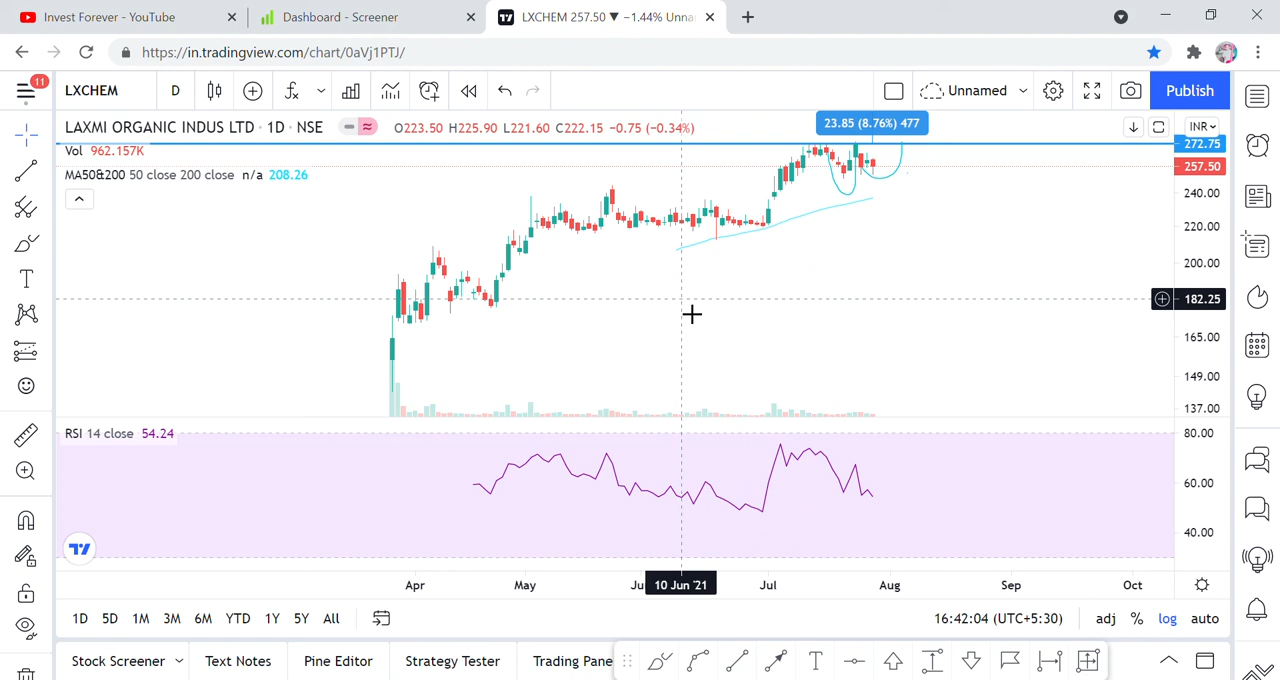 Invest Forever - YouTube
Dashboard - Screener
LXCHEM 257.50 ▼ −1.44% Unna
https://in.tradingview.com/chart/0aVj1PTJ/
11
LXCHEM
D
Unnamed
Publish
LAXMI ORGANIC INDUS LTD · 1D · NSE
O223.50 H225.90 L221.60 C222.15 −0.75 (−0.34%)
23.85 (8.76%) 477
INR
Vol 962.157K
272.75
MA50&200 50 close 200 close n/a 208.26
257.50
240.00
220.00
200.00
182.25
165.00
149.00
137.00
RSI 14 close 54.24
80.00
60.00
40.00
Apr
May
10 Jun '21
Jul
Aug
Sep
Oct
1D 5D 1M 3M 6M YTD 1Y 5Y All
16:42:04 (UTC+5:30)
adj % log auto
Stock Screener
Text Notes
Pine Editor
Strategy Tester
Trading Pane